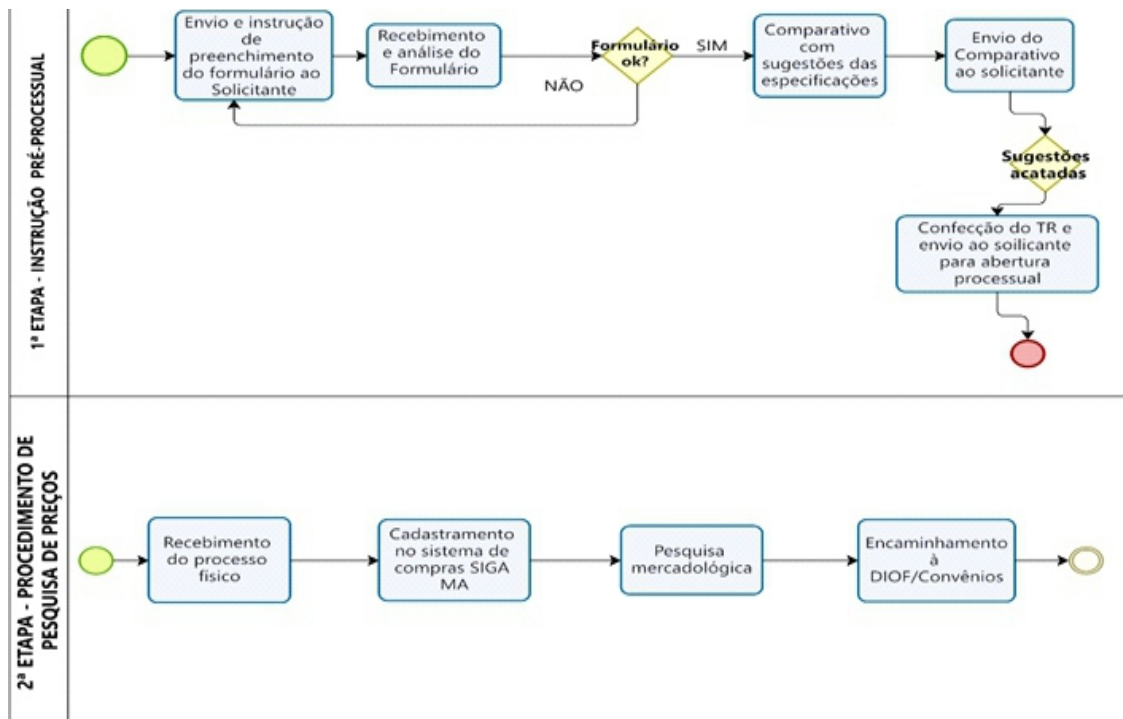 1ª ETAPA - INSTRUÇÃO PRÉ-PROCESSUAL
Envio e instrução
de
preenchimento
do formulário ao
Solicitante
Recebimento
e análise do
Formulário
Formulário
ok?
SIM
NÃO
Comparativo
com
sugestões das
especificações
Envio do
Comparativo
ao solicitante
Sugestões
acatadas
Confecção do TR e
envio ao soilicante
para abertura
processual
2ª ETAPA - PROCEDIMENTO DE
PESQUISA DE PREÇOS
Recebimento
do processo
físico
Cadastramento
no sistema de
compras SIGA
MA
Pesquisa
mercadológica
Encaminhamento
à
DIOF/Convênios